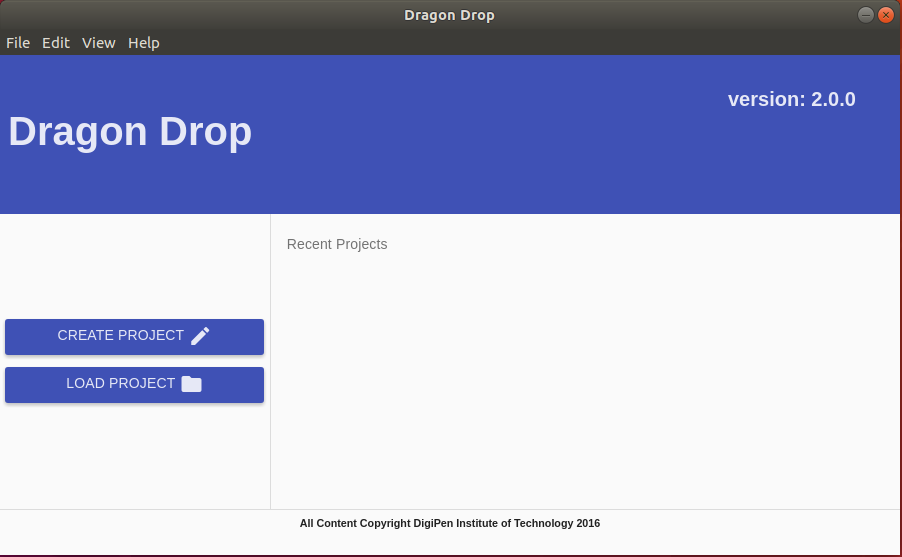 Dragon Drop
File Edit View Help
version: 2.0.0
Dragon Drop
Recent Projects
CREATE PROJECT
LOAD PROJECT
All Content Copyright DigiPen Institute of Technology 2016